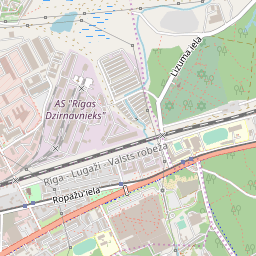 Lizuma iela
AS "Rīgas
Dzirnavnieks"
Rīga - Lugaži - Valsts robeža
Ropažu iela